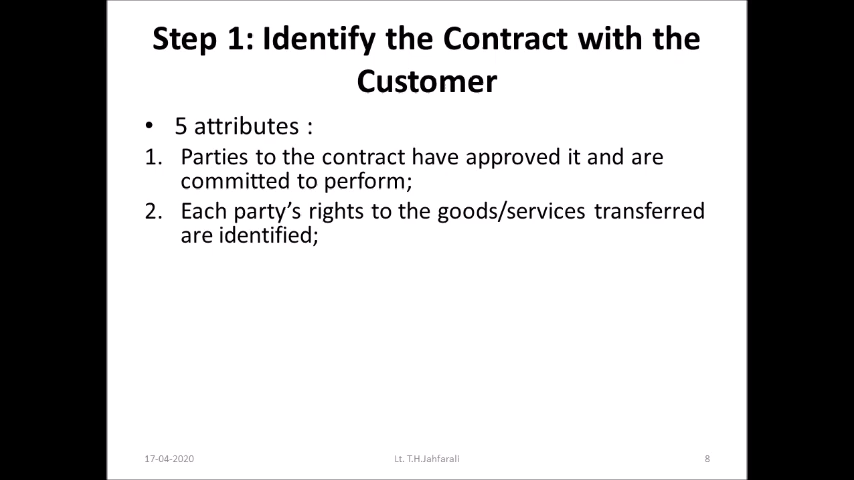 Step 1: Identify the Contract with the
Customer
• 5 attributes :
1. Parties to the contract have approved it and are
committed to perform;
2. Each party's rights to the goods/services transferred
are identified;
17-04-2020 Lt. T.H.Jahfarali 8